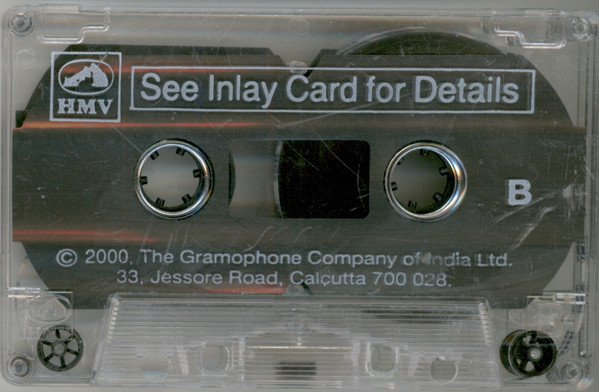 HMV
See Inlay Card for Details
B
© 2000, The Gramophone Company of India Ltd.
33, Jessore Road, Calcutta 700 028.